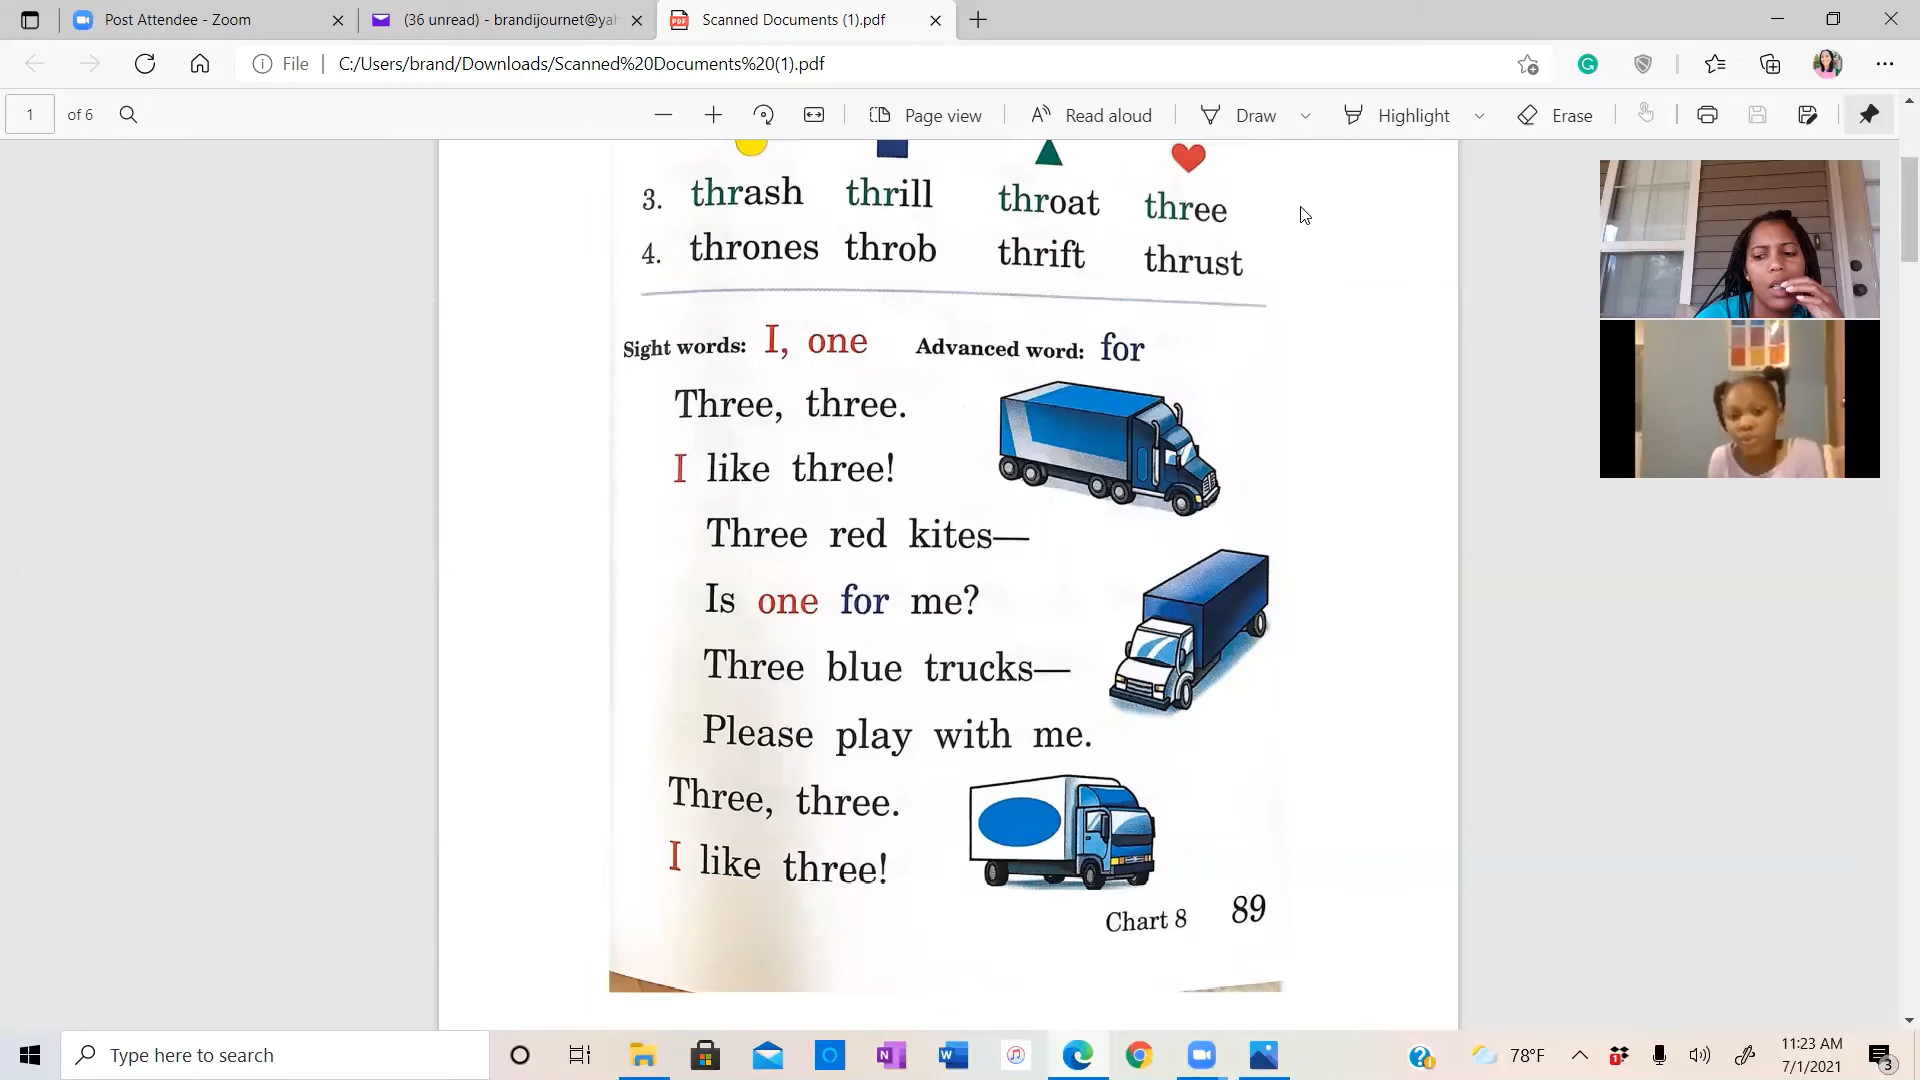 Post Attendee - Zoom
(36 unread) - brandijournet@yah
Scanned Documents (1).pdf
File
C:/Users/brand/Downloads/Scanned%20Documents%20(1).pdf
1 of 6
Page view
Read aloud
Draw
Highlight
Erase
3. thrash thrill throat three
4. thrones throb thrift thrust
Sight words: I, one Advanced word: for
Three, three.
I like three!
Three red kites—
Is one for me?
Three blue trucks—
Please play with me.
Three, three.
I like three!
Chart 8 89
Type here to search
78°F
11:23 AM
7/1/2021
3